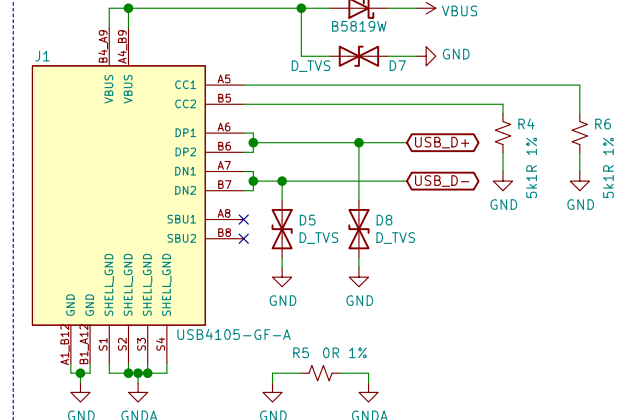 VBUS
B5819W
D_TVS
D7
GND
J1
B4_A9
A4_B9
VBUS
VBUS
CC1 A5
CC2 B5
DP1 A6
DP2 B6
DN1 A7
DN2 B7
SBU1 A8
SBU2 B8
USB_D+
USB_D-
R4
5k1R 1%
GND
R6
5k1R 1%
GND
D5
D_TVS
GND
D8
D_TVS
GND
GND
GND
SHELL_GND
SHELL_GND
SHELL_GND
SHELL_GND
A1_B12
B1_A12
S1
S2
S3
S4
USB4105-GF-A
R5 0R 1%
GND
GNDA
GND
GNDA